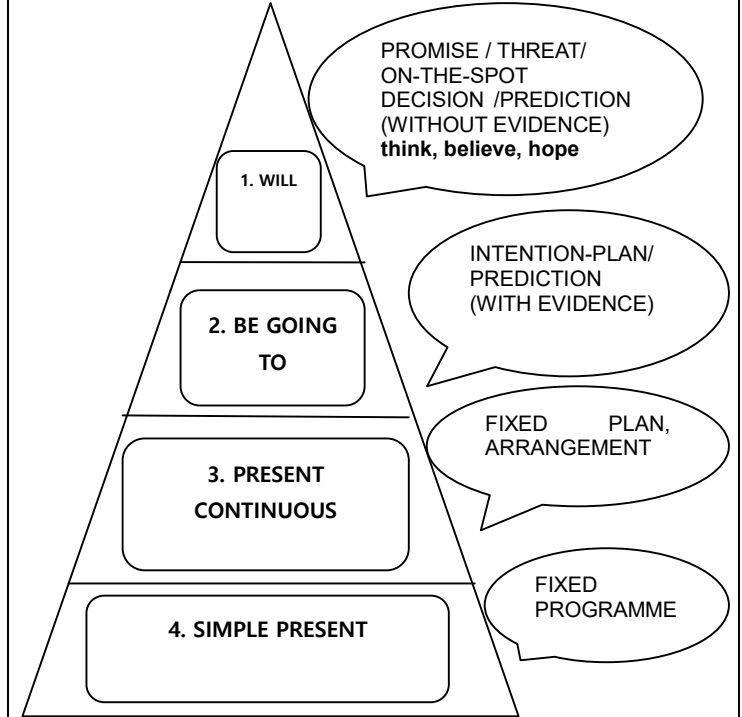 PROMISE / THREAT/
ON-THE-SPOT
DECISION /PREDICTION
(WITHOUT EVIDENCE)
think, believe, hope
1. WILL
INTENTION-PLAN/
PREDICTION
(WITH EVIDENCE)
2. BE GOING
TO
FIXED PLAN,
ARRANGEMENT
3. PRESENT
CONTINUOUS
FIXED
PROGRAMME
4. SIMPLE PRESENT